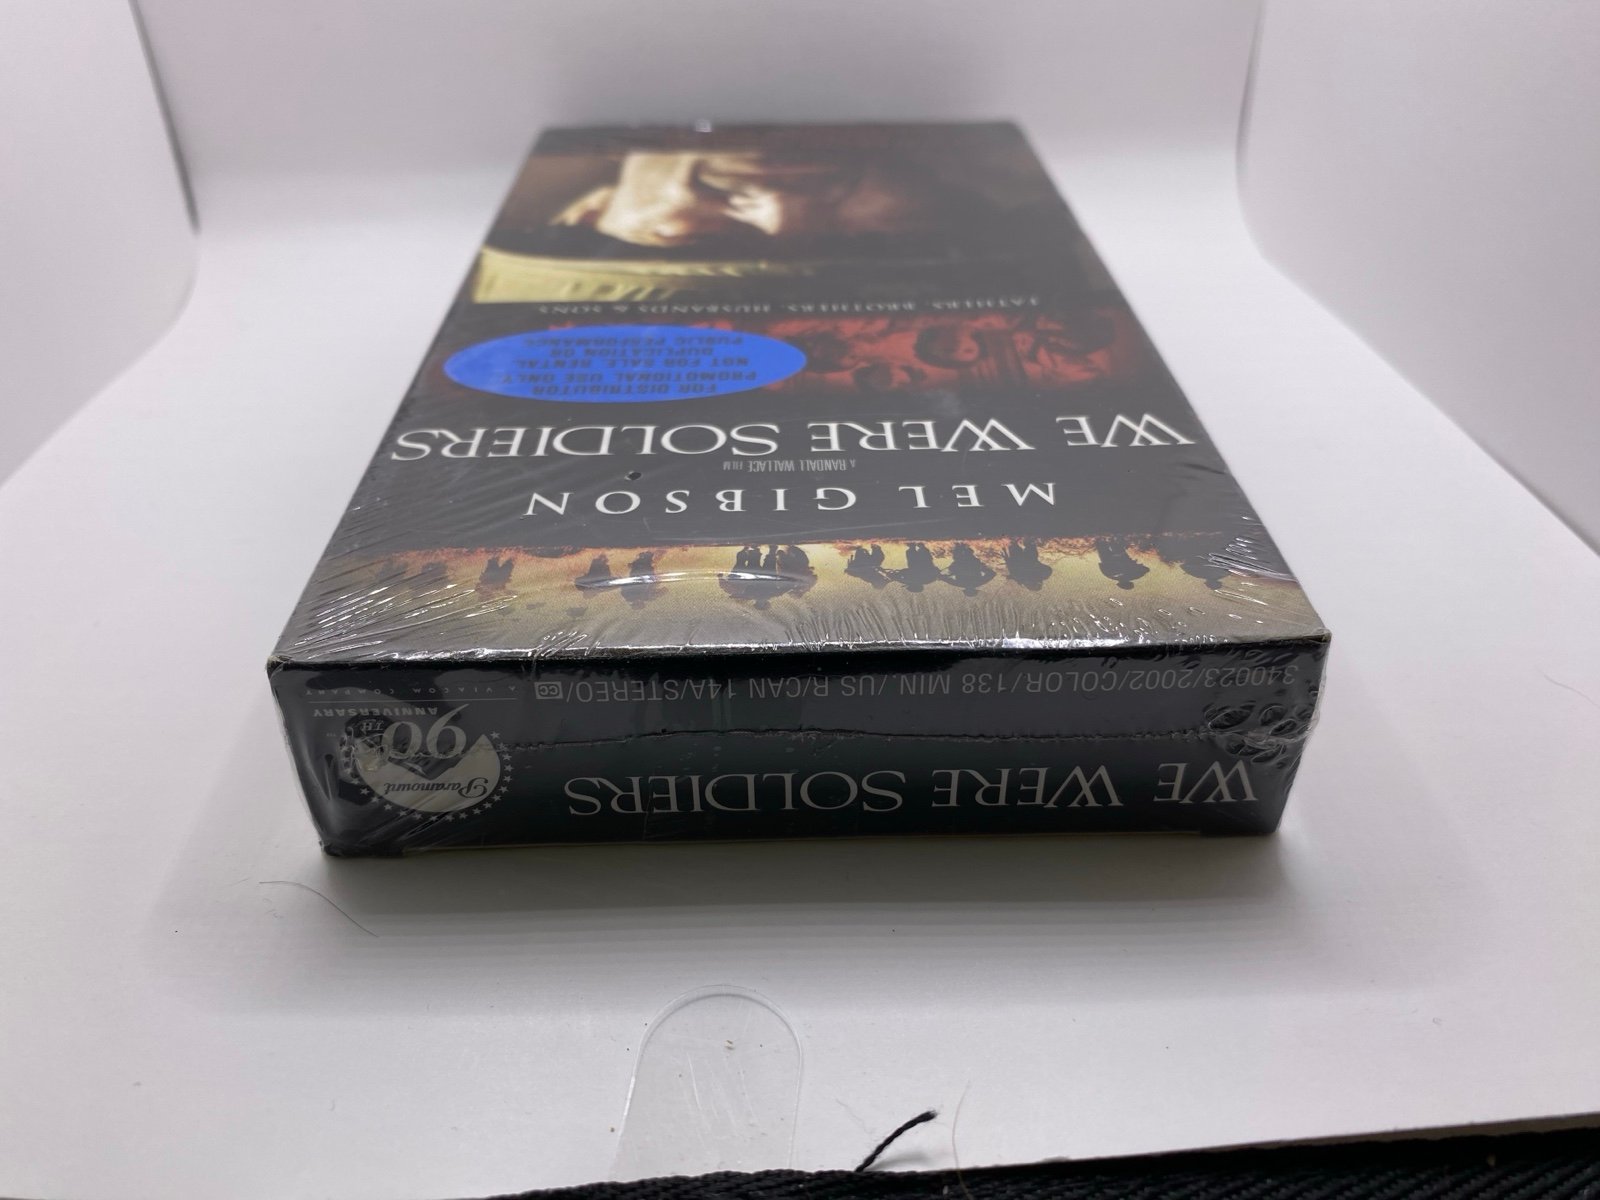 FATHERS, BROTHERS, HUSBANDS & SONS
FOR DISTRIBUTOR
PROMOTIONAL USE ONLY
NOT FOR SALE, RENTAL,
DUPLICATION OR
PUBLIC PERFORMANCE
WE WERE SOLDIERS
A RANDALL WALLACE FILM
MEL GIBSON
340023/2002/COLOR/138 MIN./US R/CAN 14A/STEREO/CC
WE WERE SOLDIERS
Paramount
90TH
ANNIVERSARY
A VIACOM COMPANY